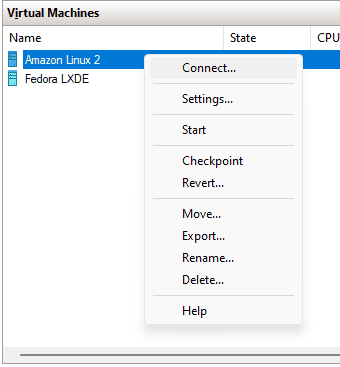 Virtual Machines
Name State CPU
Amazon Linux 2
Fedora LXDE
Connect...
Settings...
Start
Checkpoint
Revert...
Move...
Export...
Rename...
Delete...
Help